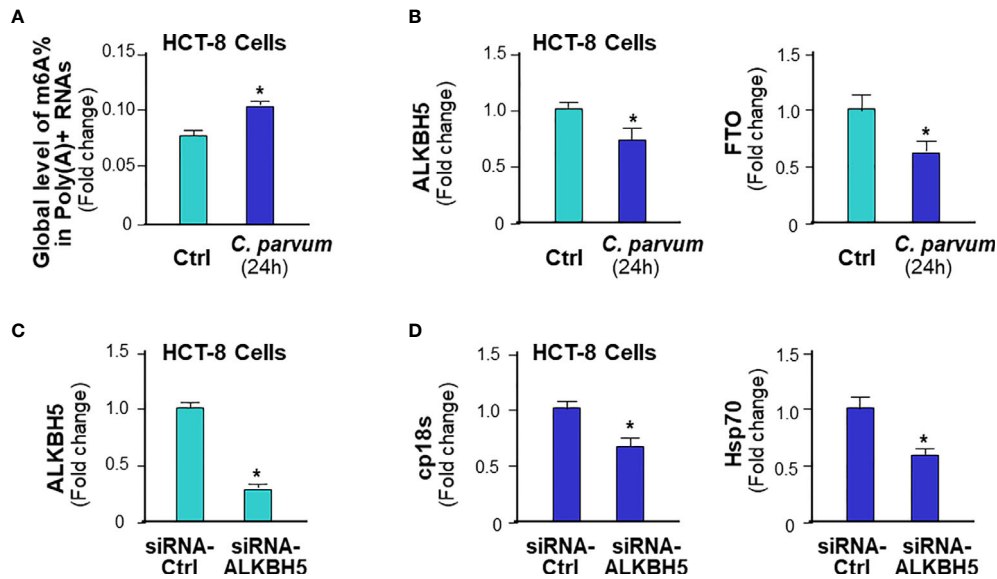 A
HCT-8 Cells
Global level of m6A%
in Poly(A)+ RNAs
(Fold change)
0.15
0.10
0.05
0
*
Ctrl
C. parvum
(24h)
B
HCT-8 Cells
ALKBH5
(Fold change)
1.5
1.0
0.5
0
*
Ctrl
C. parvum
(24h)
FTO
(Fold change)
1.5
1.0
0.5
0
*
Ctrl
C. parvum
(24h)
C
HCT-8 Cells
ALKBH5
(Fold change)
1.5
1.0
0.5
0
*
siRNA-
Ctrl
siRNA-
ALKBH5
D
HCT-8 Cells
cp18s
(Fold change)
1.5
1.0
0.5
0
*
siRNA-
Ctrl
siRNA-
ALKBH5
Hsp70
(Fold change)
1.5
1.0
0.5
0
*
siRNA-
Ctrl
siRNA-
ALKBH5